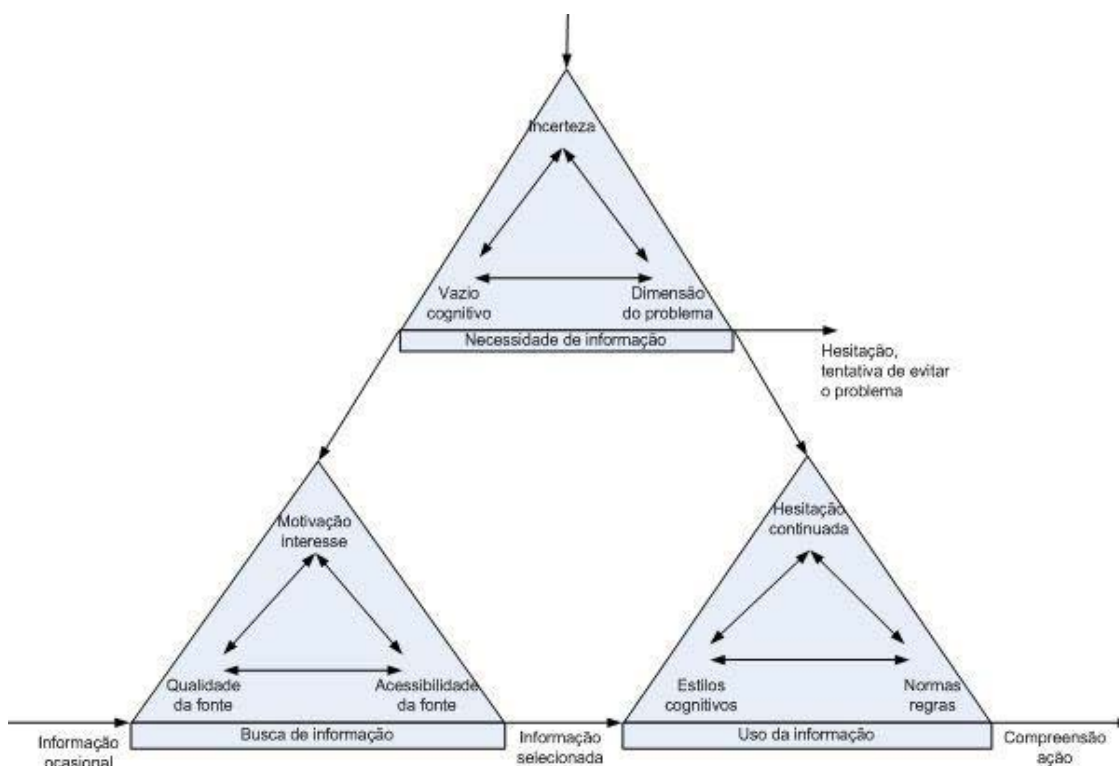 Incerteza
Vazio
cognitivo
Dimensão
do problema
Necessidade de informação
Hesitação,
tentativa de evitar
o problema
Motivação
interesse
Qualidade
da fonte
Acessibilidade
da fonte
Hesitação
continuada
Estilos
cognitivos
Normas
regras
Informação
ocasional
Busca de informação
Informação
selecionada
Uso da informação
Compreensão
ação